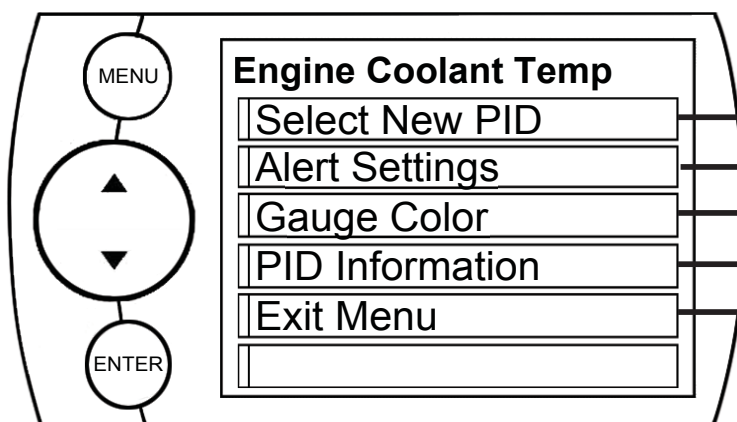 MENU
Engine Coolant Temp
Select New PID
Alert Settings
Gauge Color
PID Information
Exit Menu
ENTER